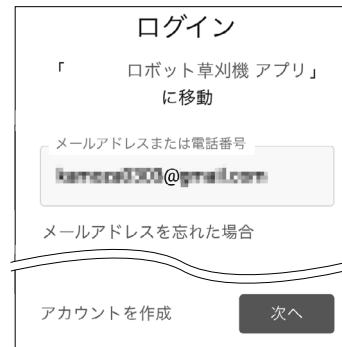 ログイン
「 ロボット草刈機 アプリ」
に移動
メールアドレスまたは電話番号
メールアドレスを忘れた場合
アカウントを作成
次へ